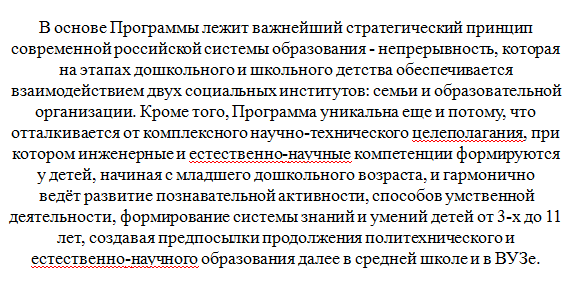 В основе Программы лежит важнейший стратегический принцип
современной российской системы образования - непрерывность, которая
на этапах дошкольного и школьного детства обеспечивается
взаимодействием двух социальных институтов: семьи и образовательной
организации. Кроме того, Программа уникальна еще и потому, что
отталкивается от комплексного научно-технического целеполагания, при
котором инженерные и естественно-научные компетенции формируются
у детей, начиная с младшего дошкольного возраста, и гармонично
ведёт развитие познавательной активности, способов умственной
деятельности, формирование системы знаний и умений детей от 3-х до 11
лет, создавая предпосылки продолжения политехнического и
естественно-научного образования далее в средней школе и в ВУЗе.